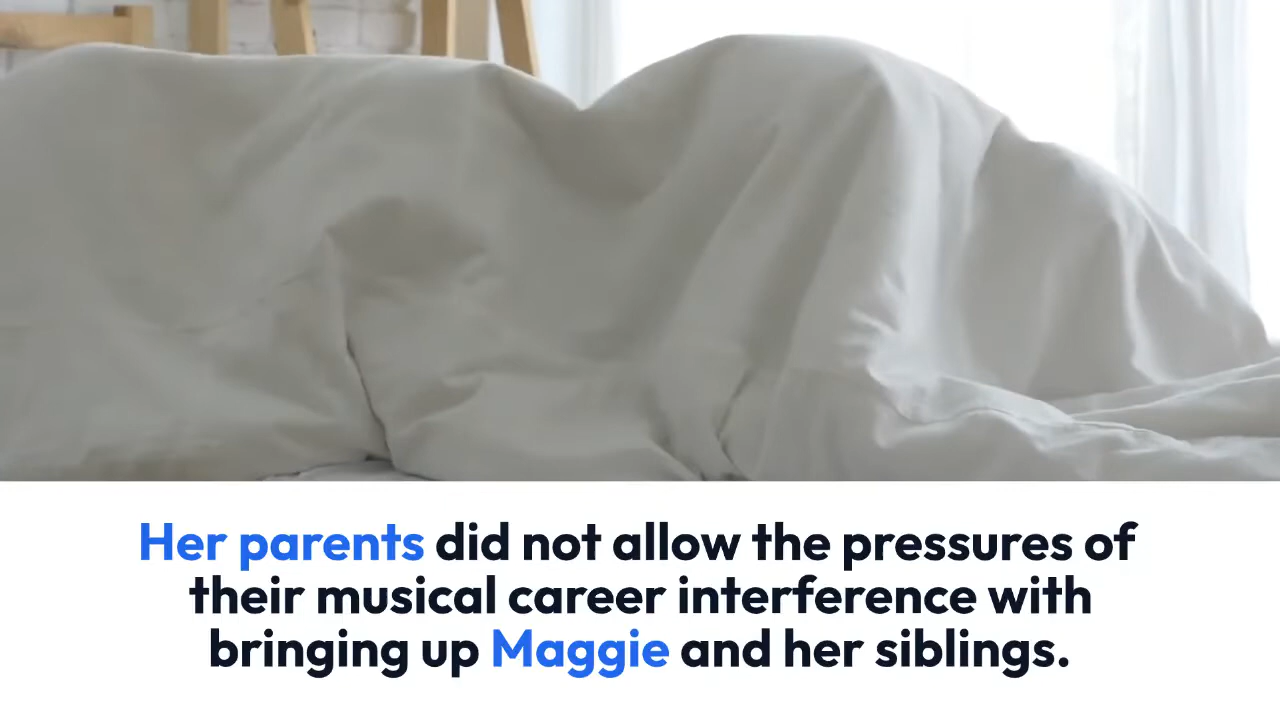 Her parents did not allow the pressures of
their musical career interference with
bringing up Maggie and her siblings.